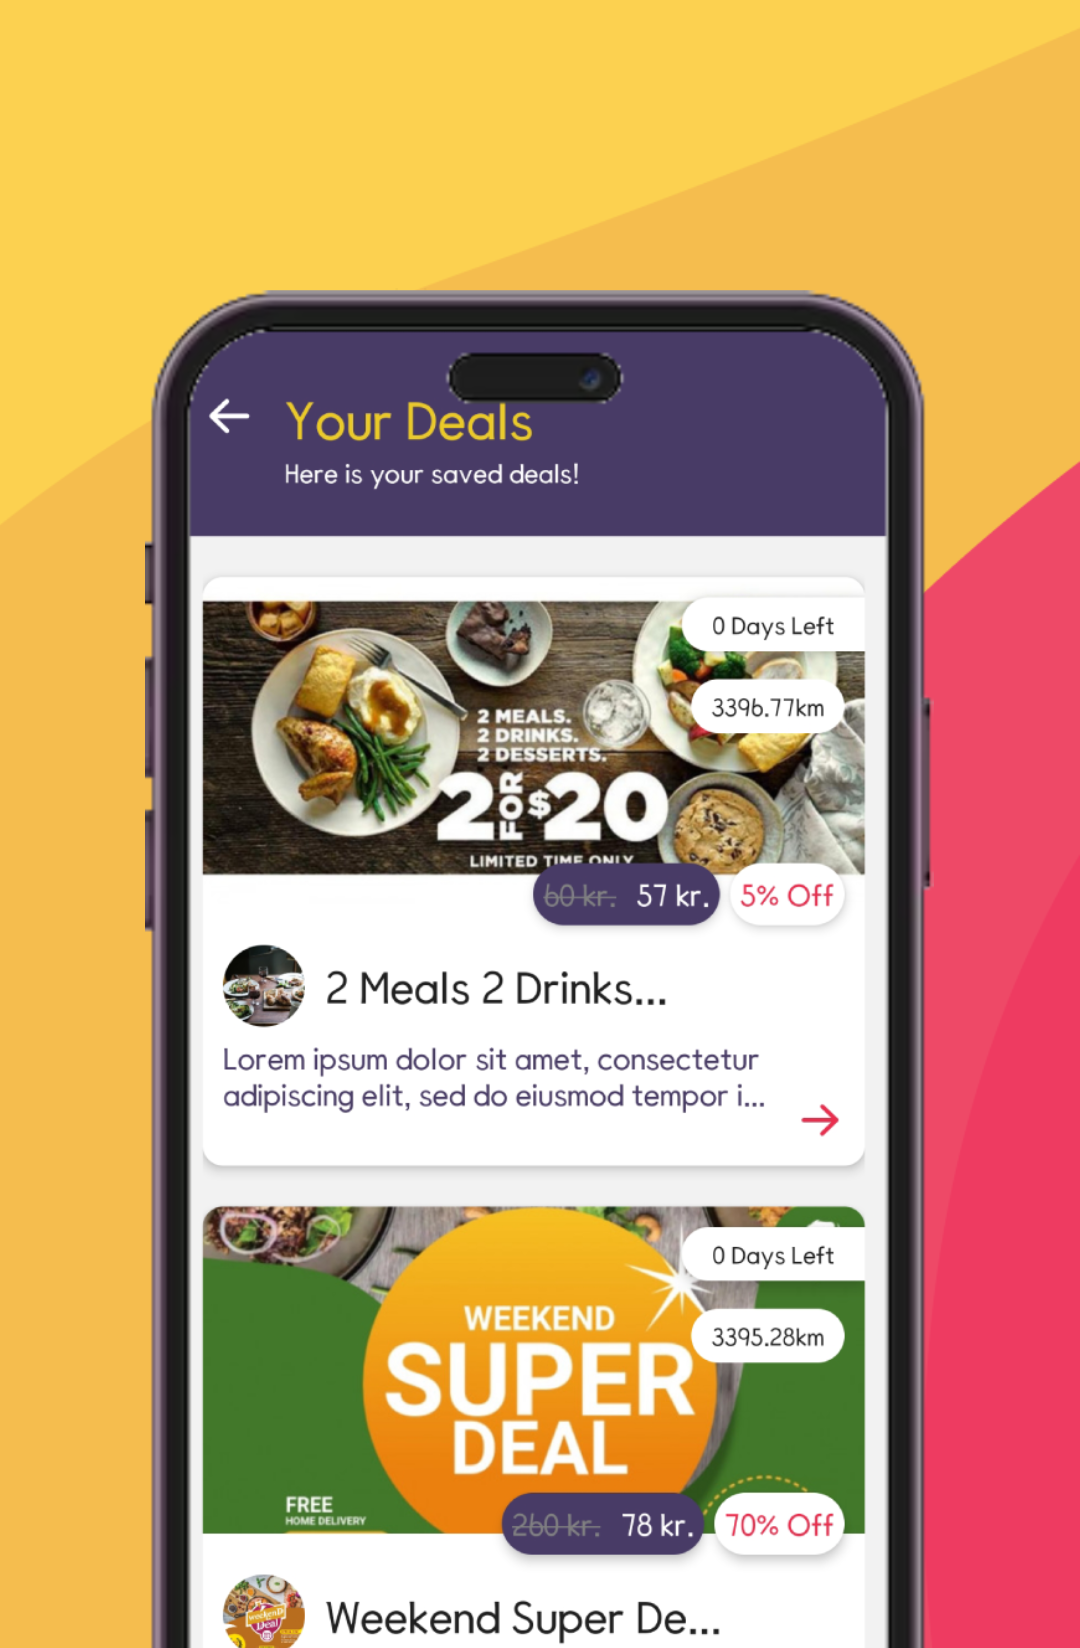 Your Deals
Here is your saved deals!
0 Days Left
3396.77km
2 MEALS.
2 DRINKS.
2 DESSERTS.
2 FOR $20
LIMITED TIME ONLY
60 kr. 57 kr. 5% Off
2 Meals 2 Drinks...
Lorem ipsum dolor sit amet, consectetur
adipiscing elit, sed do eiusmod tempor i...
0 Days Left
3395.28km
WEEKEND
SUPER
DEAL
FREE
HOME DELIVERY
260 kr. 78 kr. 70% Off
weekend
Deal
Weekend Super De...